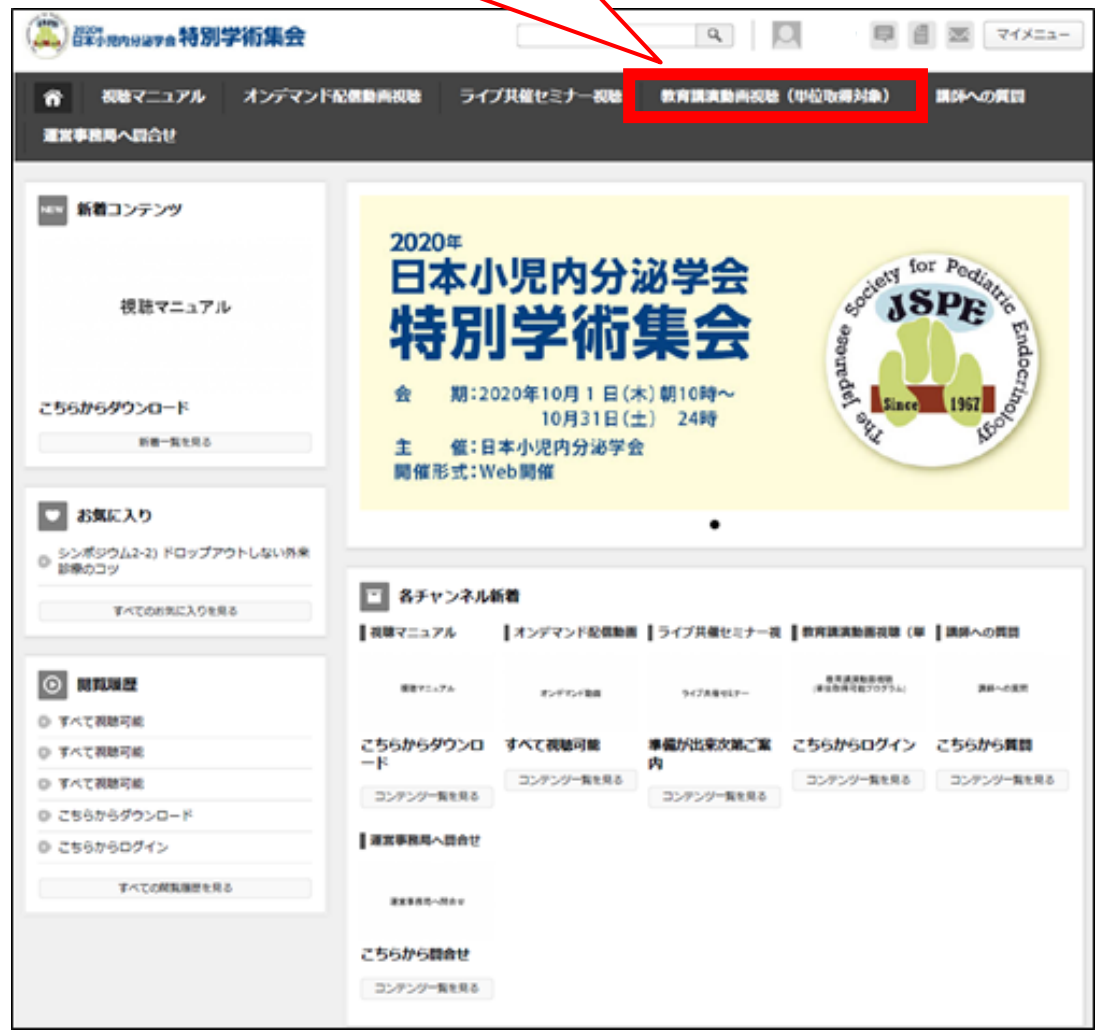 2020年
日本小児内分泌学会 特別学術集会
マイメニュー
視聴マニュアル
オンデマンド配信動画視聴
ライブ共催セミナー視聴
教育講演動画視聴（単位取得対象）
講師への質問
運営事務局へ問合せ
NEW 新着コンテンツ
視聴マニュアル
こちらからダウンロード
新着一覧を見る
お気に入り
シンポジウム2-2) ドロップアウトしない外来
診療のコツ
すべてのお気に入りを見る
閲覧履歴
すべて視聴可能
すべて視聴可能
すべて視聴可能
こちらからダウンロード
こちらからログイン
すべての閲覧履歴を見る
2020年
日本小児内分泌学会
特別学術集会
会　期:2020年10月1日(木)朝10時～
10月31日(土)　24時
主　催:日本小児内分泌学会
開催形式:Web開催
The Japanese Society for Pediatric Endocrinology
JSPE
Since 1967
各チャンネル新着
視聴マニュアル
オンデマンド配信動画
ライブ共催セミナー視
教育講演動画視聴（単
講師への質問
視聴マニュアル
オンデマンド動画
ライブ共催セミナー
教育講演動画視聴
(単位取得可能プログラム)
講師への質問
こちらからダウンロ
ード
すべて視聴可能
準備が出来次第ご案
内
こちらからログイン
こちらから質問
コンテンツ一覧を見る
コンテンツ一覧を見る
コンテンツ一覧を見る
コンテンツ一覧を見る
コンテンツ一覧を見る
運営事務局へ問合せ
運営事務局へ問合せ
こちらから問合せ
コンテンツ一覧を見る